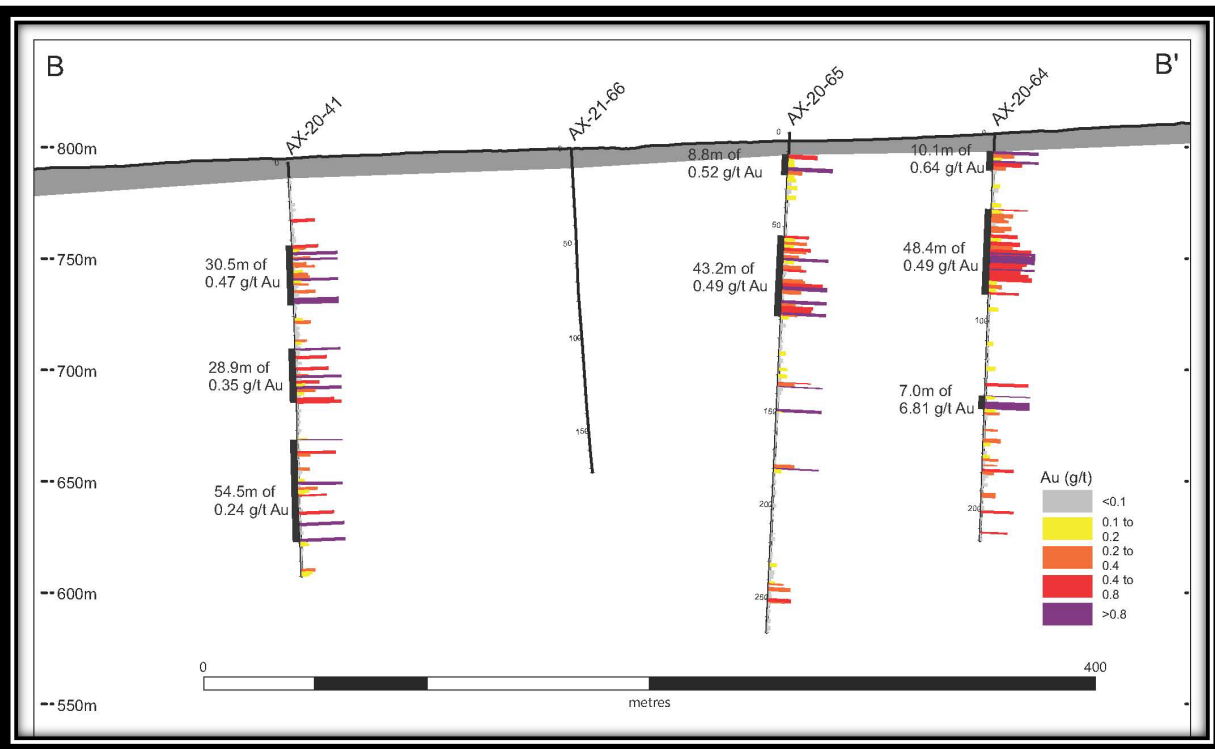 B
B'
AX-20-41
AX-21-66
AX-20-65
AX-20-64
800m
750m
700m
650m
600m
550m
0
0
0
0
30.5m of
0.47 g/t Au
28.9m of
0.35 g/t Au
54.5m of
0.24 g/t Au
50
100
150
8.8m of
0.52 g/t Au
50
43.2m of
0.49 g/t Au
150
200
250
10.1m of
0.64 g/t Au
48.4m of
0.49 g/t Au
100
7.0m of
6.81 g/t Au
200
Au (g/t)
<0.1
0.1 to
0.2
0.2 to
0.4
0.4 to
0.8
>0.8
0
400
metres